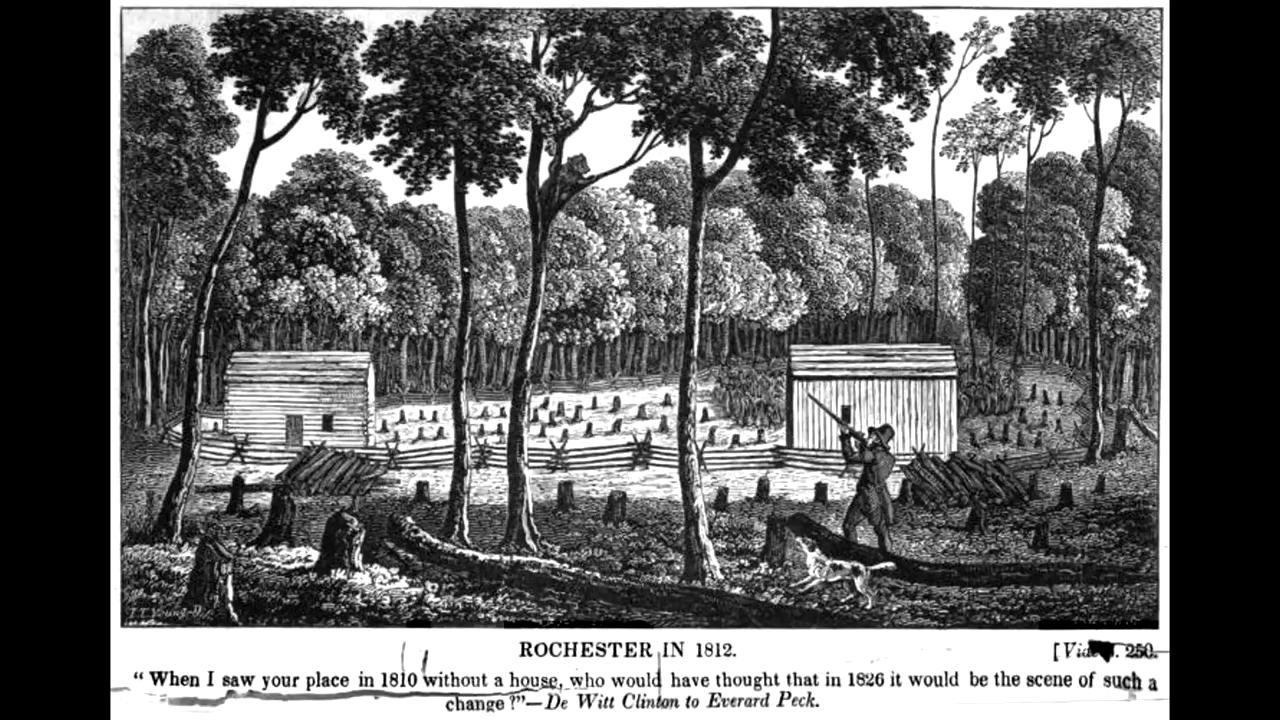 ROCHESTER IN 1812.
[Vide p. 250.
“ When I saw your place in 1810 without a house, who would have thought that in 1826 it would be the scene of such a
change ?”—De Witt Clinton to Everard Peck.